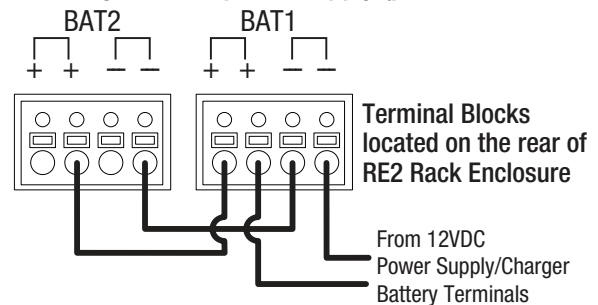 BAT2 BAT1
+ + — — + + — —
Terminal Blocks
located on the rear of
RE2 Rack Enclosure
From 12VDC
Power Supply/Charger
Battery Terminals